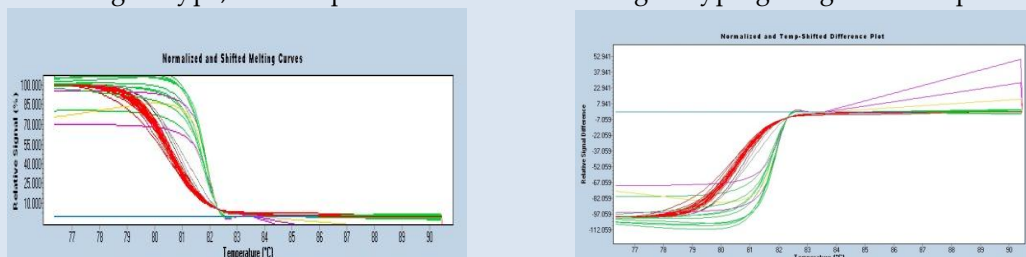 Normalized and Shifted Melting Curves
Relative Signal (%)
100.000
85.000
70.000
55.000
40.000
25.000
10.000
77 78 79 80 81 82 83 84 85 86 87 88 89 90
Temperature (°C)
Normalized and Temp-Shifted Difference Plot
Relative Signal Difference
52.941
37.941
22.941
7.941
-7.059
-22.059
-37.059
-52.059
-67.059
-82.059
-97.059
-112.059
77 78 79 80 81 82 83 84 85 86 87 88 89 90